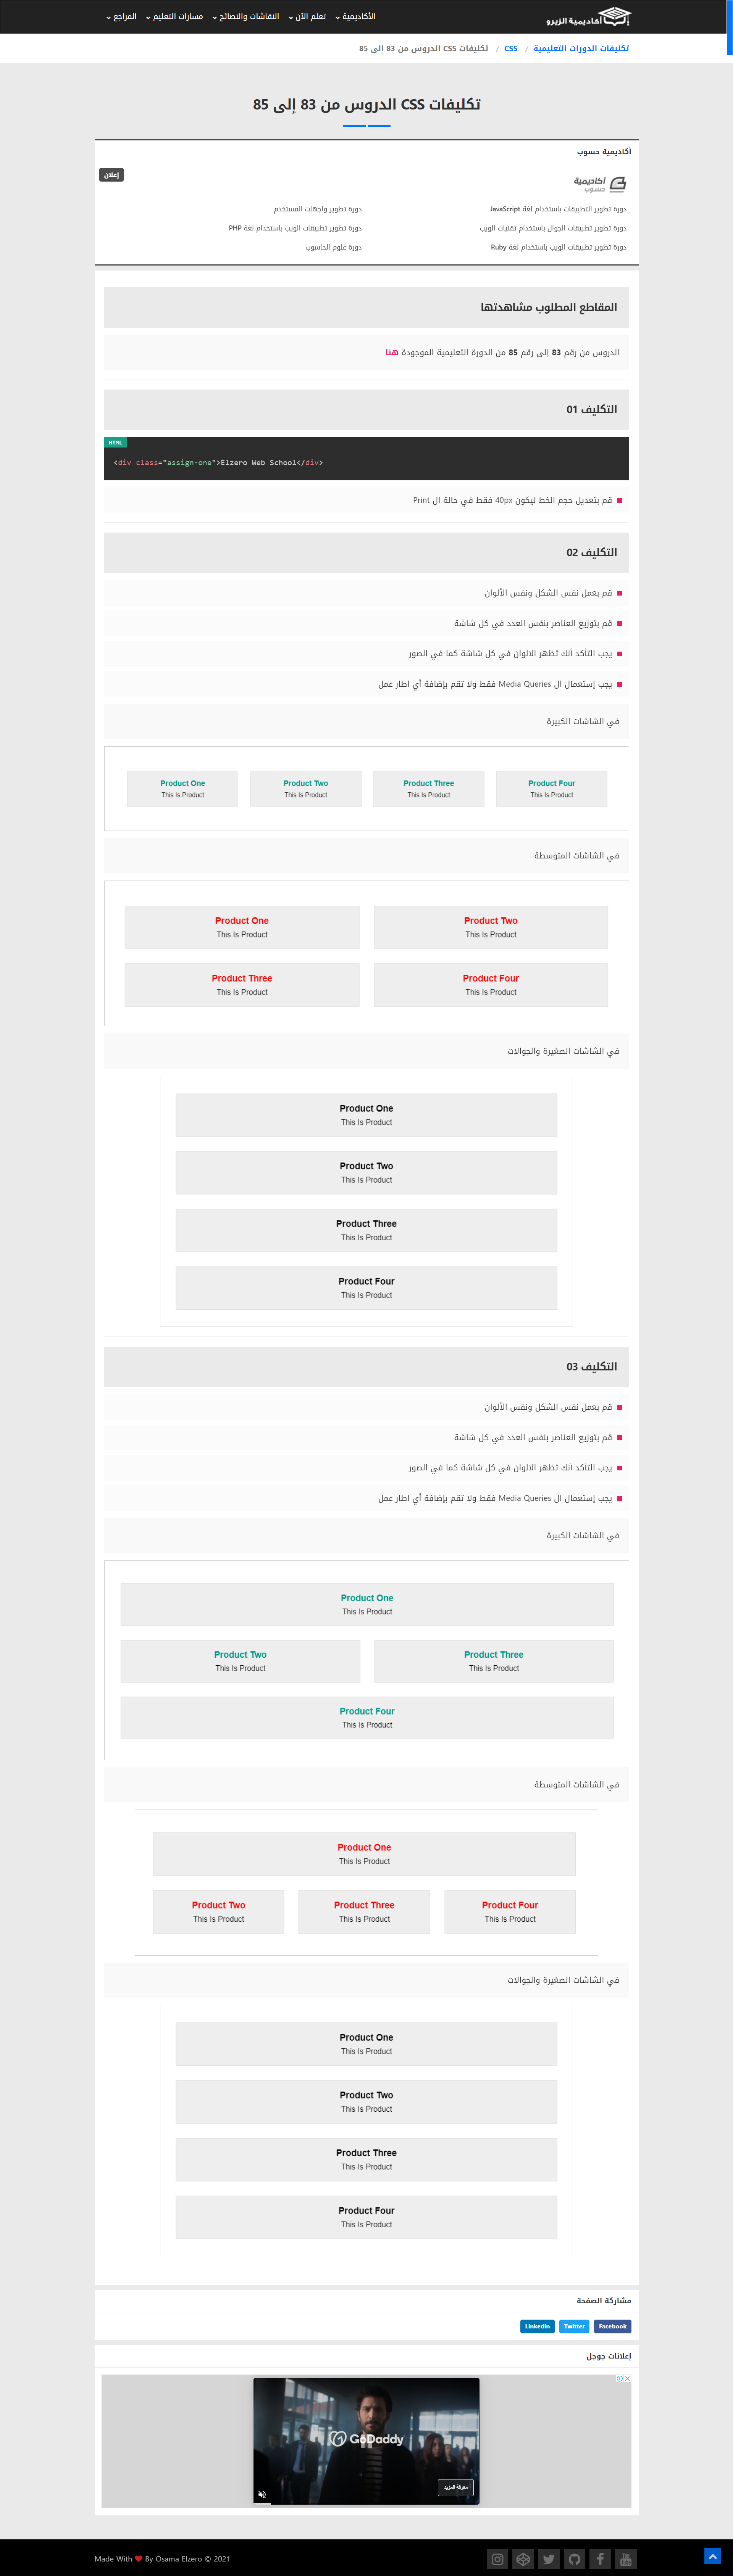 أكاديمية الزيرو
الأكاديمية
تعلم الآن
النقاشات والنصائح
مسارات التعليم
المراجع
تكليفات الدورات التعليمية / CSS / تكليفات CSS الدروس من 83 إلى 85
تكليفات CSS الدروس من 83 إلى 85
أكاديمية حسوب
إعلان
أكاديمية
حسوب
دورة تطوير التطبيقات باستخدام لغة JavaScript
دورة تطوير واجهات المستخدم
دورة تطوير تطبيقات الجوال باستخدام تقنيات الويب
دورة تطوير تطبيقات الويب باستخدام لغة PHP
دورة تطوير تطبيقات الويب باستخدام لغة Ruby
دورة علوم الحاسوب
المقاطع المطلوب مشاهدتها
الدروس من رقم 83 إلى رقم 85 من الدورة التعليمية الموجودة هنا
التكليف 01
HTML
<div class="assign-one">Elzero Web School</div>
قم بتعديل حجم الخط ليكون 40px فقط في حالة ال Print
التكليف 02
قم بعمل نفس الشكل ونفس الألوان
قم بتوزيع العناصر بنفس العدد في كل شاشة
يجب التأكد أنك تظهر الالوان في كل شاشة كما في الصور
يجب إستعمال ال Media Queries فقط ولا تقم بإضافة أي اطار عمل
في الشاشات الكبيرة
Product One
This Is Product
Product Two
This Is Product
Product Three
This Is Product
Product Four
This Is Product
في الشاشات المتوسطة
Product One
This Is Product
Product Two
This Is Product
Product Three
This Is Product
Product Four
This Is Product
في الشاشات الصغيرة والجوالات
Product One
This Is Product
Product Two
This Is Product
Product Three
This Is Product
Product Four
This Is Product
التكليف 03
قم بعمل نفس الشكل ونفس الألوان
قم بتوزيع العناصر بنفس العدد في كل شاشة
يجب التأكد أنك تظهر الالوان في كل شاشة كما في الصور
يجب إستعمال ال Media Queries فقط ولا تقم بإضافة أي اطار عمل
في الشاشات الكبيرة
Product One
This Is Product
Product Two
This Is Product
Product Three
This Is Product
Product Four
This Is Product
في الشاشات المتوسطة
Product One
This Is Product
Product Two
This Is Product
Product Three
This Is Product
Product Four
This Is Product
في الشاشات الصغيرة والجوالات
Product One
This Is Product
Product Two
This Is Product
Product Three
This Is Product
Product Four
This Is Product
مشاركة الصفحة
Facebook
Twitter
Linkedin
إعلانات جوجل
GoDaddy
معرفة المزيد
Made With ❤ By Osama Elzero © 2021
You Tube